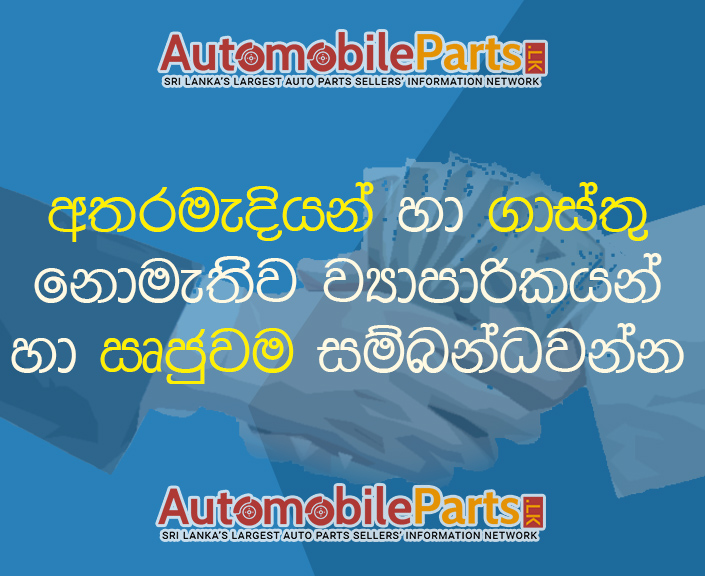 AutomobileParts.LK
SRI LANKA'S LARGEST AUTO PARTS SELLERS' INFORMATION NETWORK
අතරමැදියන් හා ගාස්තු
නොමැතිව ව්‍යාපාරිකයන්
හා ඍජුවම සම්බන්ධවන්න
AutomobileParts.LK
SRI LANKA'S LARGEST AUTO PARTS SELLERS' INFORMATION NETWORK